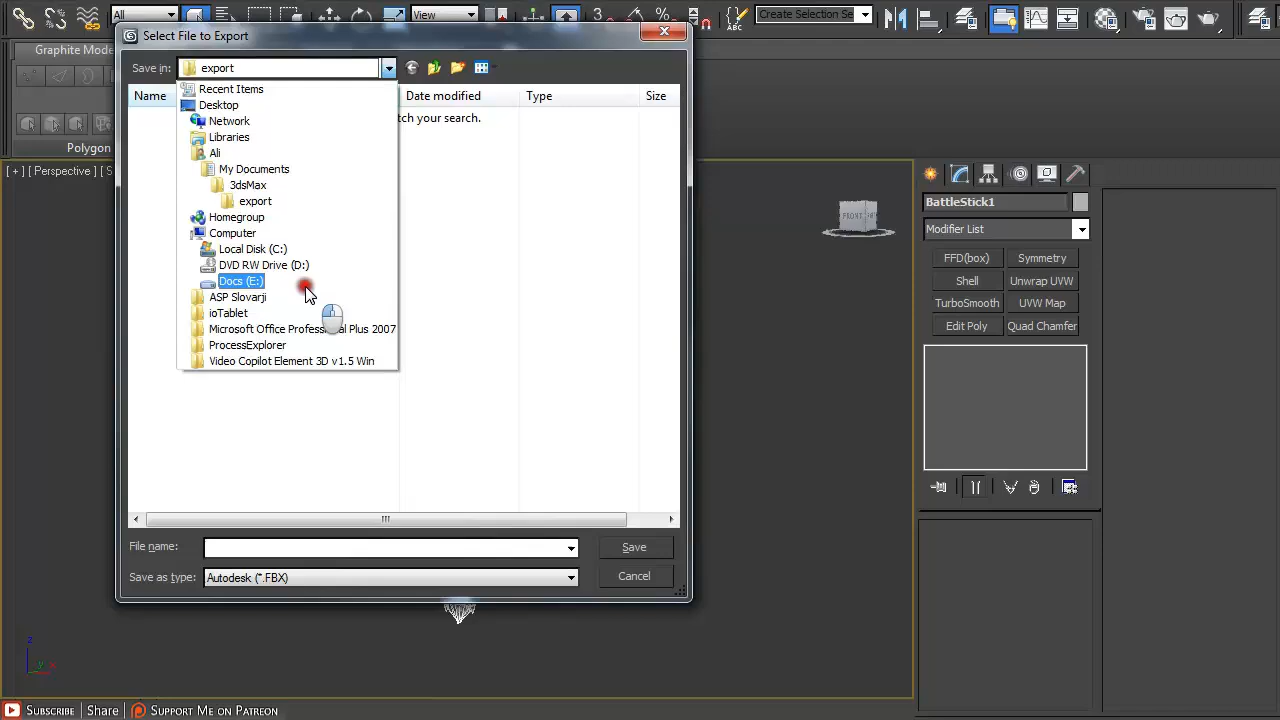 All
View
Create Selection Se
ABC
Graphite Mode
Polygon
Select File to Export
Save in:
export
Name
Date modified
Type
Size
tch your search.
Recent Items
Desktop
Network
Libraries
Ali
My Documents
3dsMax
export
Homegroup
Computer
Local Disk (C:)
DVD RW Drive (D:)
Docs (E:)
ASP Slovarji
ioTablet
Microsoft Office Professional Plus 2007
ProcessExplorer
Video Copilot Element 3D v1.5 Win
File name:
Save
Save as type:
Autodesk (*.FBX)
Cancel
[ + ] [ Perspective ] [ S
FRONT
BattleStick1
Modifier List
FFD(box)
Symmetry
Shell
Unwrap UVW
TurboSmooth
UVW Map
Edit Poly
Quad Chamfer
z
y
x
SUBSCRIBE
Share
SUPPORT ME ON PATREON